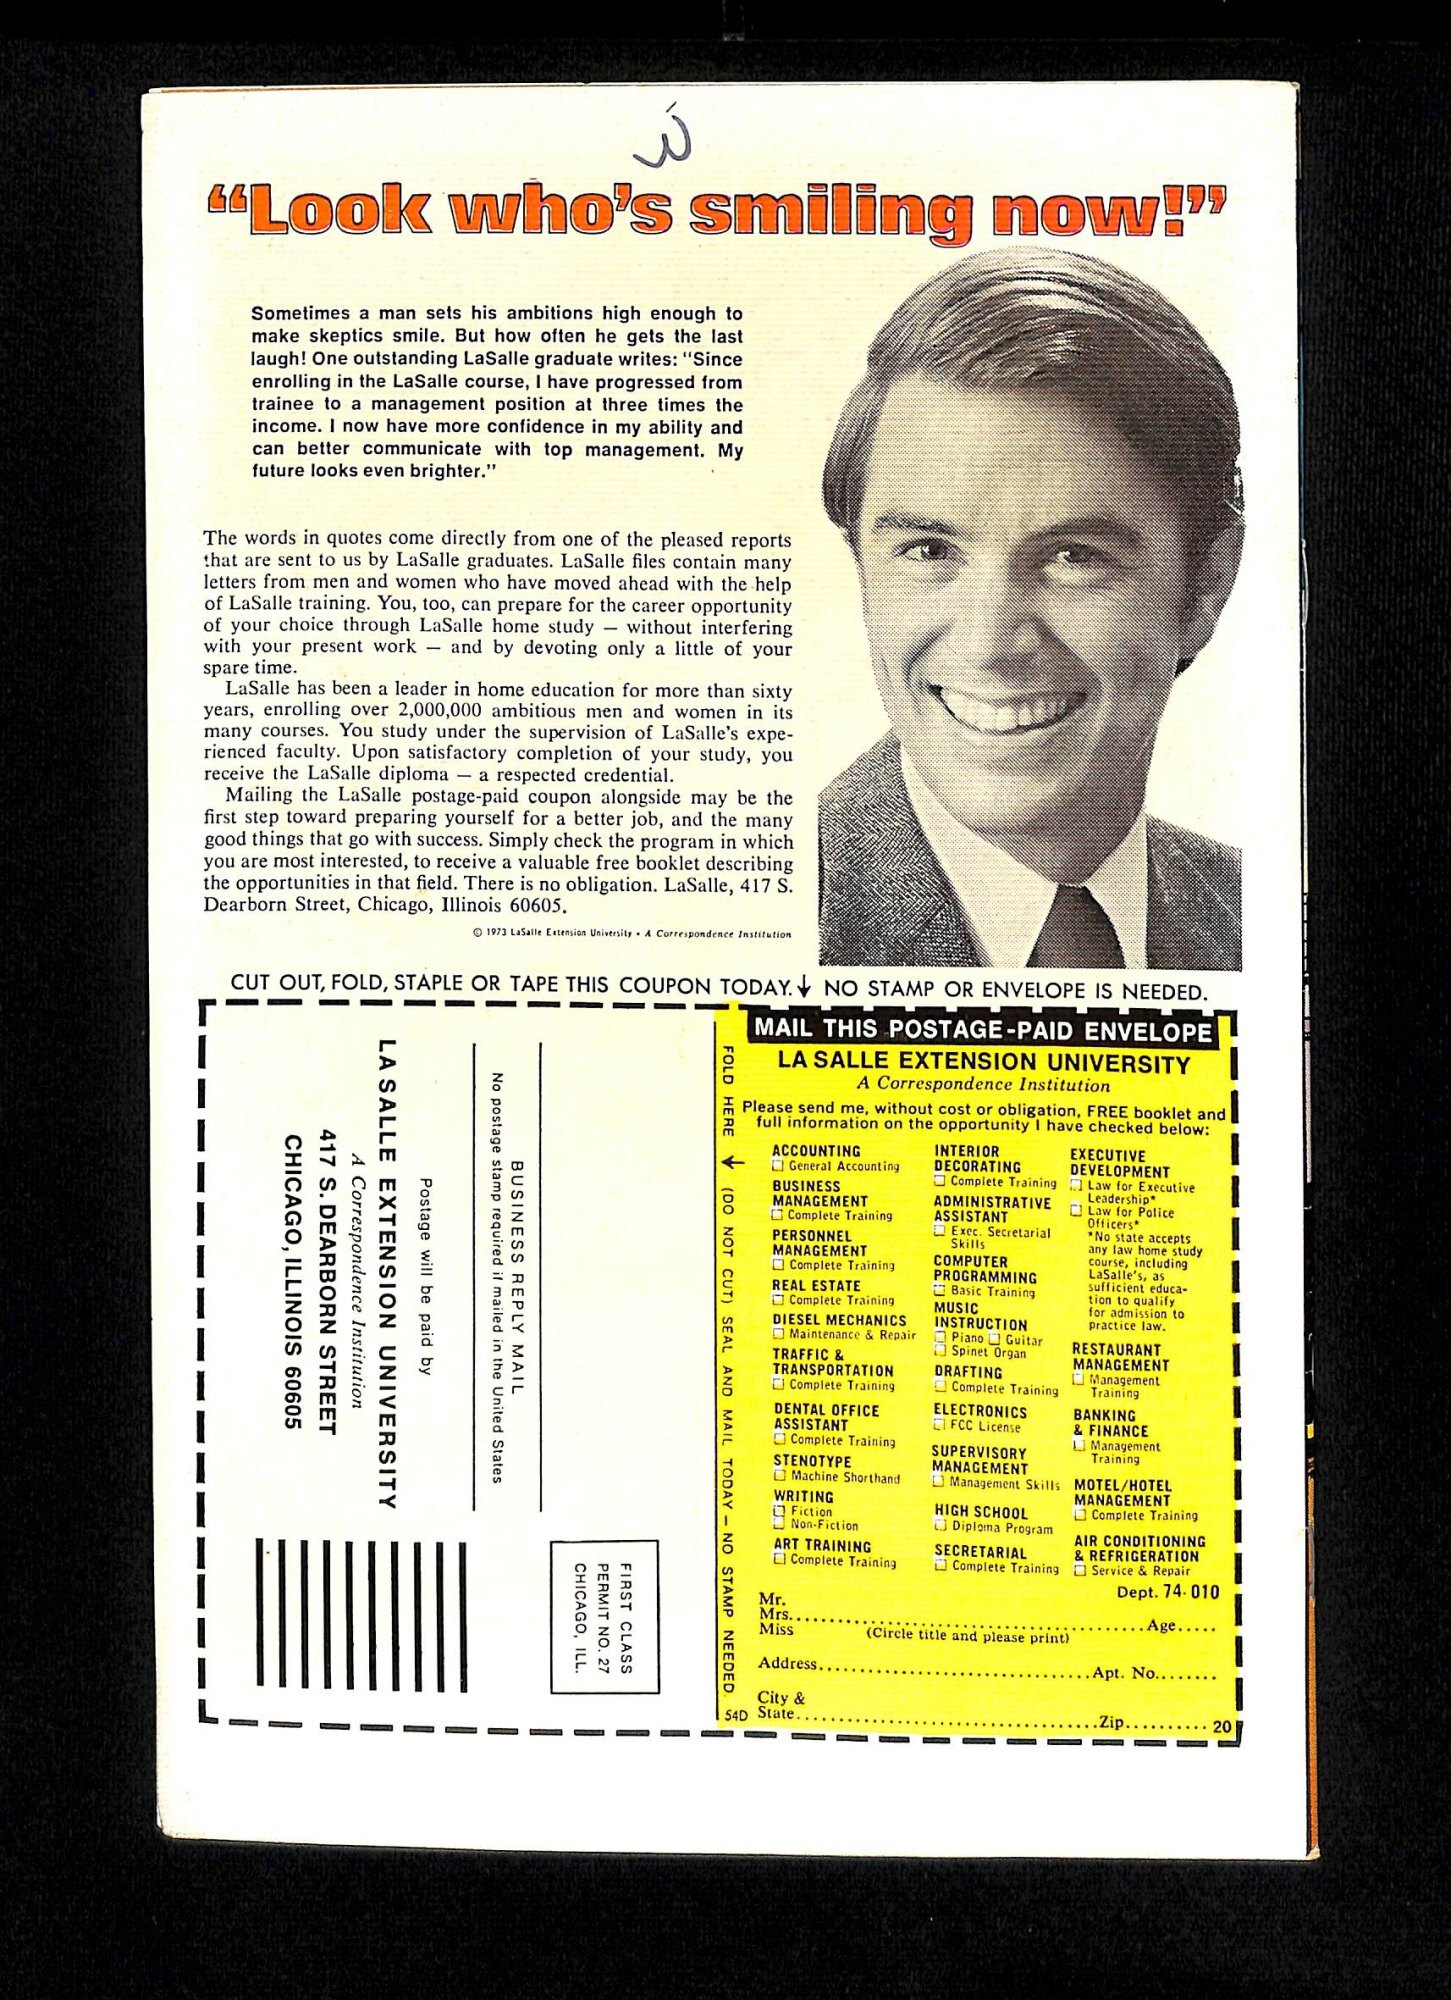 “Look who's smiling now!”
Sometimes a man sets his ambitions high enough to
make skeptics smile. But how often he gets the last
laugh! One outstanding LaSalle graduate writes: "Since
enrolling in the LaSalle course, I have progressed from
trainee to a management position at three times the
income. I now have more confidence in my ability and
can better communicate with top management. My
future looks even brighter."
The words in quotes come directly from one of the pleased reports
that are sent to us by LaSalle graduates. LaSalle files contain many
letters from men and women who have moved ahead with the help
of LaSalle training. You, too, can prepare for the career opportunity
of your choice through LaSalle home study — without interfering
with your present work — and by devoting only a little of your
spare time.
LaSalle has been a leader in home education for more than sixty
years, enrolling over 2,000,000 ambitious men and women in its
many courses. You study under the supervision of LaSalle's expe-
rienced faculty. Upon satisfactory completion of your study, you
receive the LaSalle diploma — a respected credential.
Mailing the LaSalle postage-paid coupon alongside may be the
first step toward preparing yourself for a better job, and the many
good things that go with success. Simply check the program in which
you are most interested, to receive a valuable free booklet describing
the opportunities in that field. There is no obligation. LaSalle, 417 S.
Dearborn Street, Chicago, Illinois 60605.
© 1973 LaSalle Extension University • A Correspondence Institution
CUT OUT, FOLD, STAPLE OR TAPE THIS COUPON TODAY. ↓ NO STAMP OR ENVELOPE IS NEEDED.
FIRST CLASS
PERMIT NO. 27
CHICAGO, ILL.
BUSINESS REPLY MAIL
No postage stamp required if mailed in the United States
Postage will be paid by
LA SALLE EXTENSION UNIVERSITY
A Correspondence Institution
417 S. DEARBORN STREET
CHICAGO, ILLINOIS 60605
FOLD HERE ↓ (DO NOT CUT) SEAL AND MAIL TODAY – NO STAMP NEEDED.
54D
MAIL THIS POSTAGE-PAID ENVELOPE
LA SALLE EXTENSION UNIVERSITY
A Correspondence Institution
Please send me, without cost or obligation, FREE booklet and
full information on the opportunity I have checked below:
ACCOUNTING
☐ General Accounting
BUSINESS
MANAGEMENT
☐ Complete Training
PERSONNEL
MANAGEMENT
☐ Complete Training
REAL ESTATE
☐ Complete Training
DIESEL MECHANICS
☐ Maintenance & Repair
TRAFFIC &
TRANSPORTATION
☐ Complete Training
DENTAL OFFICE
ASSISTANT
☐ Complete Training
STENOTYPE
☐ Machine Shorthand
WRITING
☐ Fiction
☐ Non-Fiction
ART TRAINING
☐ Complete Training
INTERIOR
DECORATING
☐ Complete Training
ADMINISTRATIVE
ASSISTANT
☐ Exec. Secretarial
Skills
COMPUTER
PROGRAMMING
☐ Basic Training
MUSIC
INSTRUCTION
☐ Piano ☐ Guitar
☐ Spinet Organ
DRAFTING
☐ Complete Training
ELECTRONICS
☐ FCC License
SUPERVISORY
MANAGEMENT
☐ Management Skills
HIGH SCHOOL
☐ Diploma Program
SECRETARIAL
☐ Complete Training
EXECUTIVE
DEVELOPMENT
☐ Law for Executive
Leadership*
☐ Law for Police
Officers*
*No state accepts
any law home study
course, including
LaSalle's, as
sufficient educa-
tion to qualify
for admission to
practice law.
RESTAURANT
MANAGEMENT
☐ Management
Training
BANKING
& FINANCE
☐ Management
Training
MOTEL/HOTEL
MANAGEMENT
☐ Complete Training
AIR CONDITIONING
& REFRIGERATION
☐ Service & Repair
Dept. 74-010
Mr.
Mrs. Age
Miss (Circle title and please print)
Address Apt. No.
City &
State Zip 20